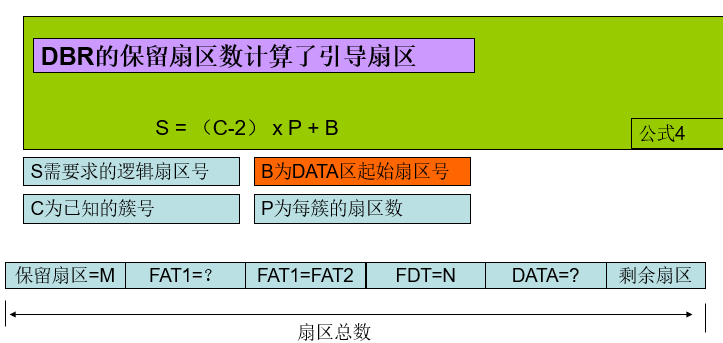 DBR的保留扇区数计算了引导扇区
S = （C-2） x P + B
公式4
S需要求的逻辑扇区号
B为DATA区起始扇区号
C为已知的簇号
P为每簇的扇区数
保留扇区=M
FAT1=？
FAT1=FAT2
FDT=N
DATA=?
剩余扇区
扇区总数